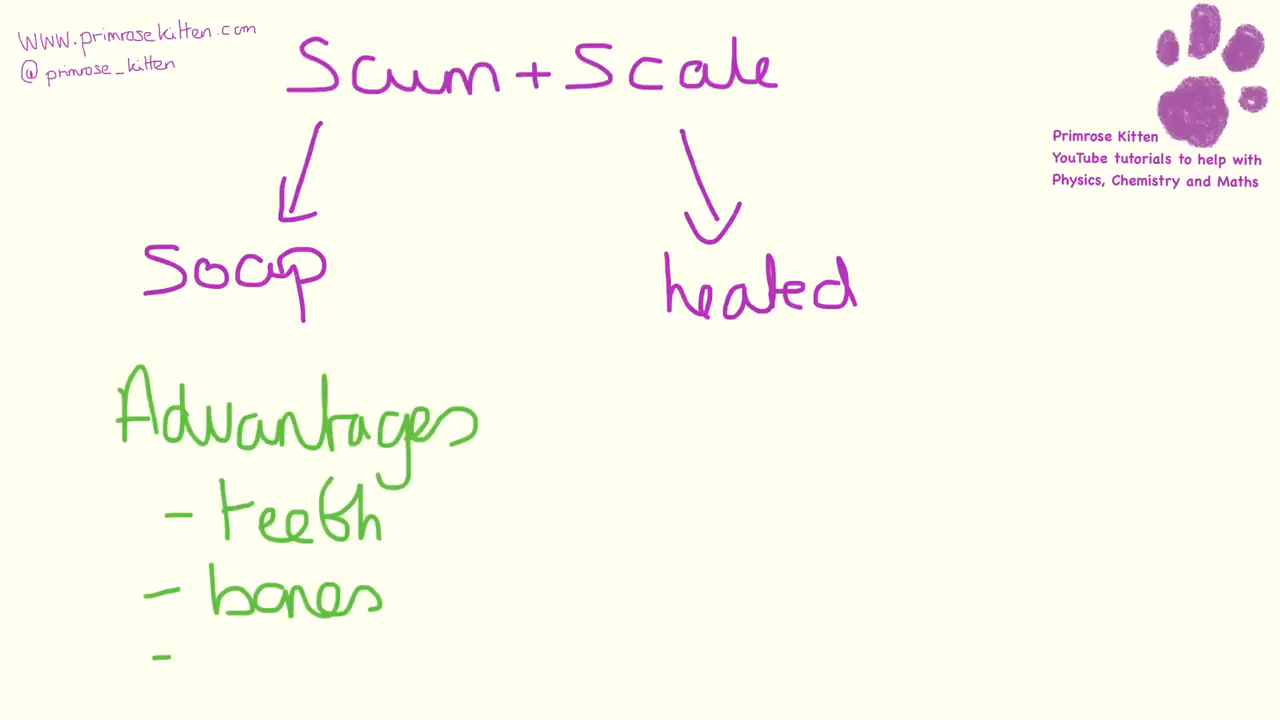 www.primrosekitten.com
@primrose_kitten
Scum + Scale
Soap
heated
Primrose Kitten
YouTube tutorials to help with
Physics, Chemistry and Maths
Advantages
- teeth
- bones
-